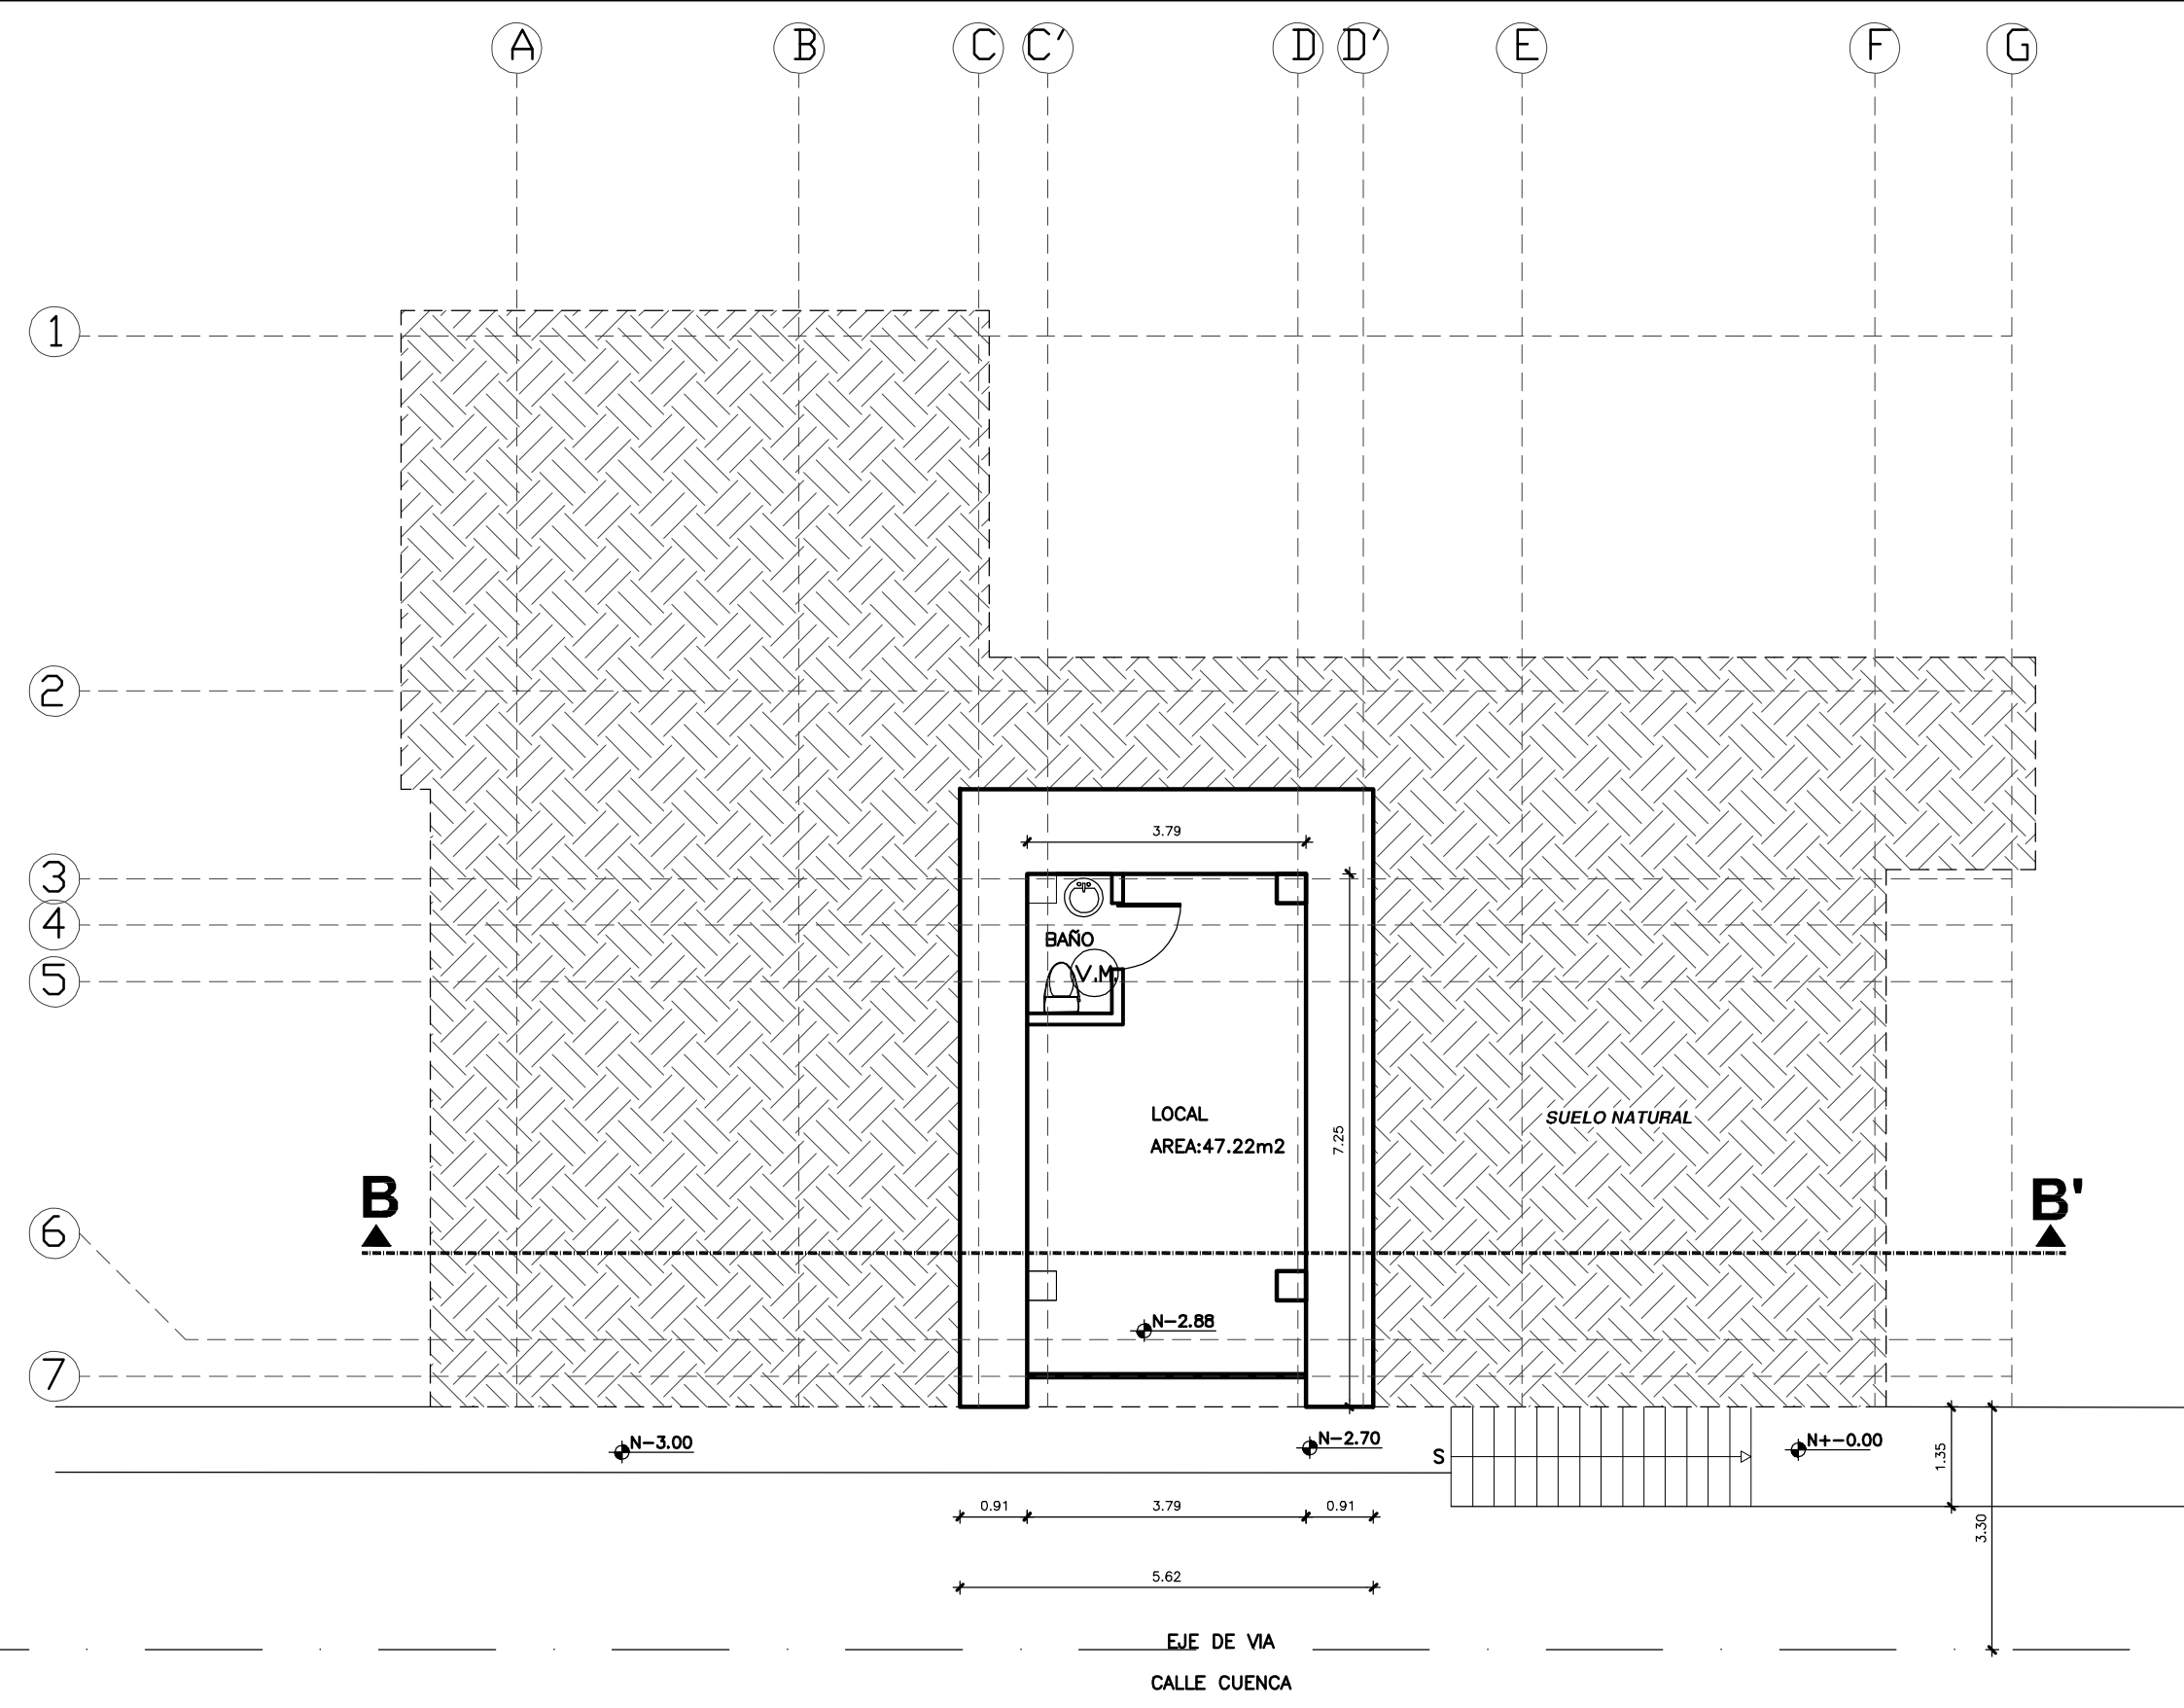 A B C C' D D' E F G
1
2
3.79
3
4
BAÑO
5
V.M.
LOCAL
SUELO NATURAL
7.25
AREA:47.22m2
B
B'
6
N-2.88
7
N-3.00
N-2.70
S
N+-0.00
1.35
0.91 3.79 0.91
3.30
5.62
EJE DE VIA
CALLE CUENCA